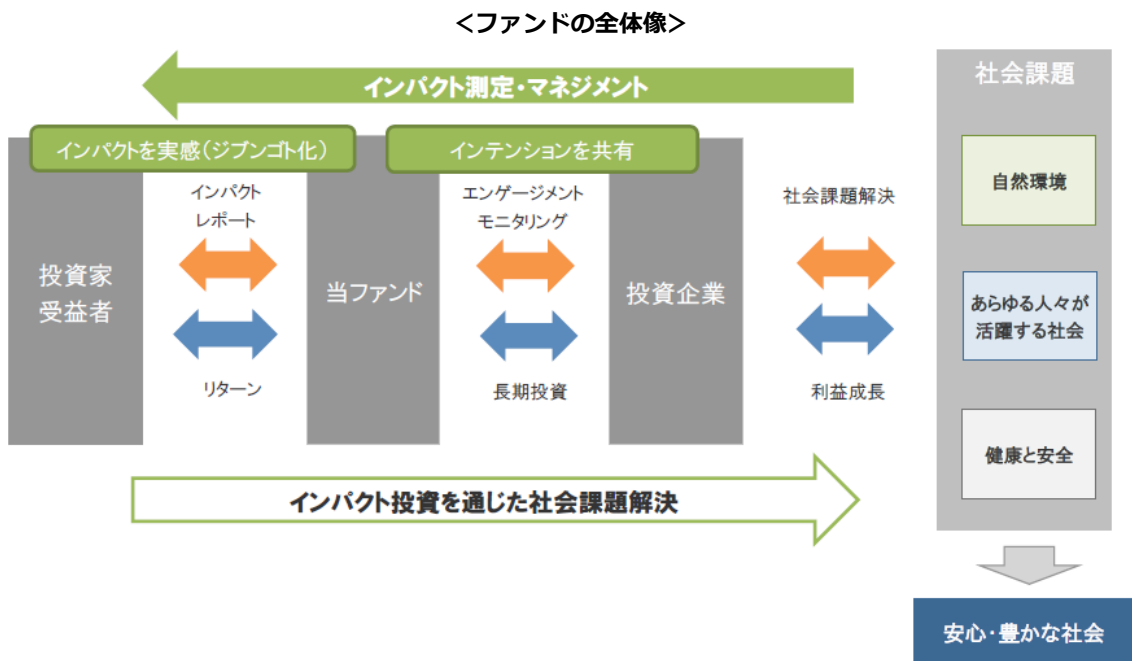 ＜ファンドの全体像＞
インパクト測定・マネジメント
インパクトを実感（ジブンゴト化）
インテンションを共有
投資家
受益者
インパクト
レポート
リターン
当ファンド
エンゲージメント
モニタリング
長期投資
投資企業
社会課題解決
利益成長
インパクト投資を通じた社会課題解決
社会課題
自然環境
あらゆる人々が
活躍する社会
健康と安全
安心・豊かな社会